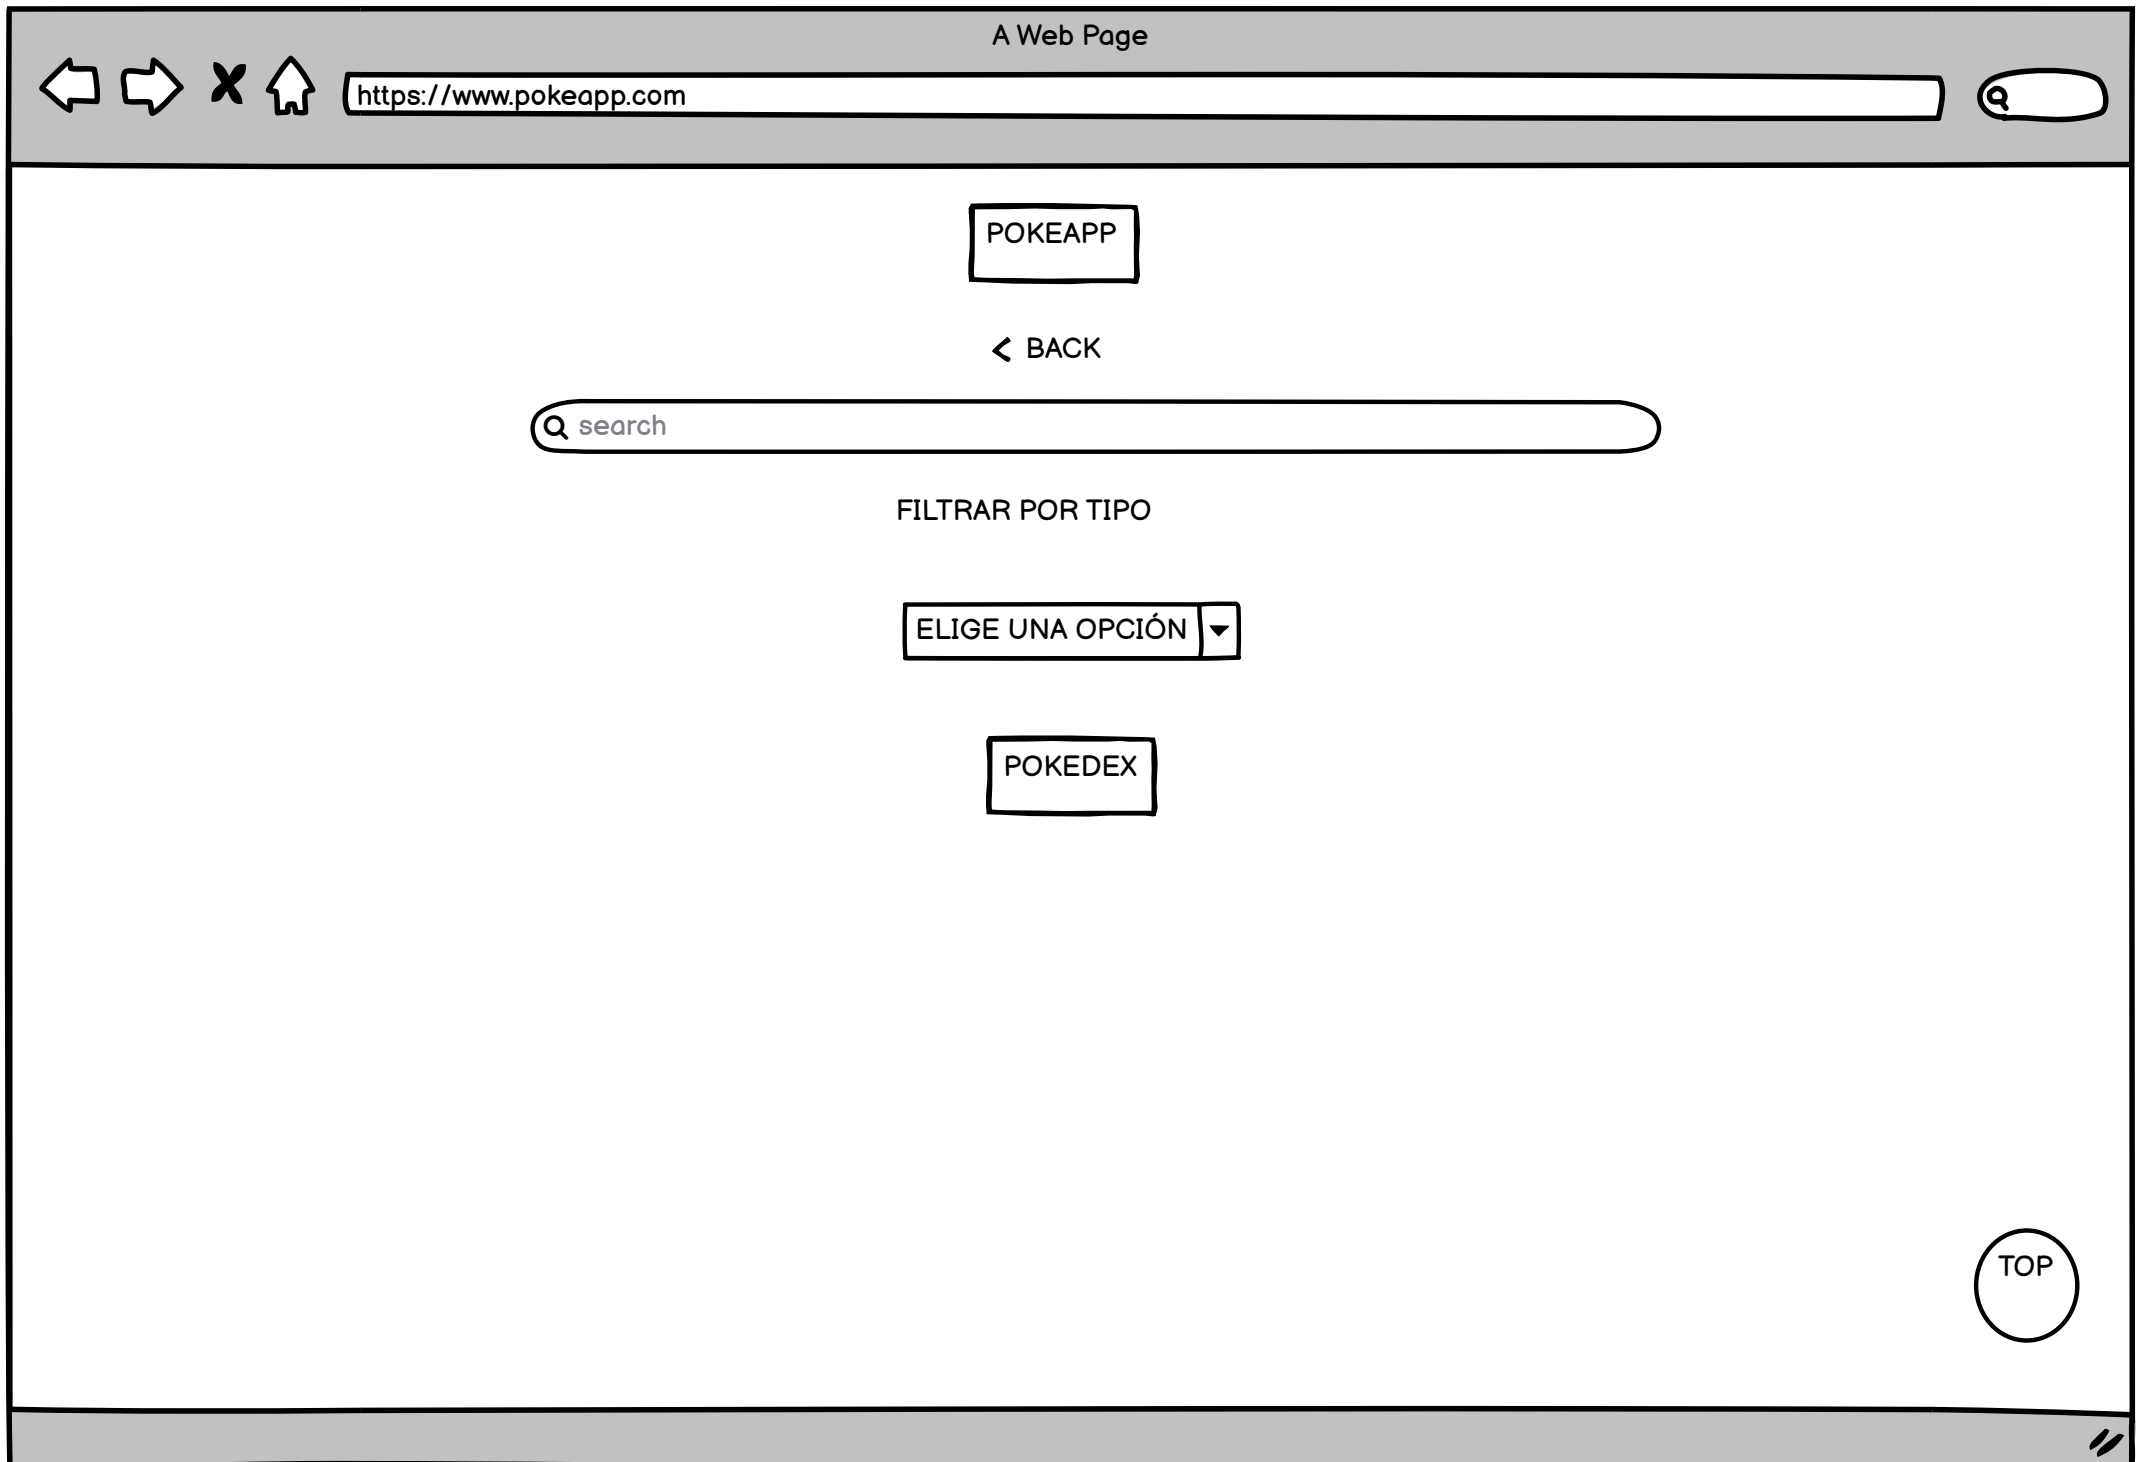 A Web Page
https://www.pokeapp.com
POKEAPP
BACK
search
FILTRAR POR TIPO
ELIGE UNA OPCIÓN
POKEDEX
TOP